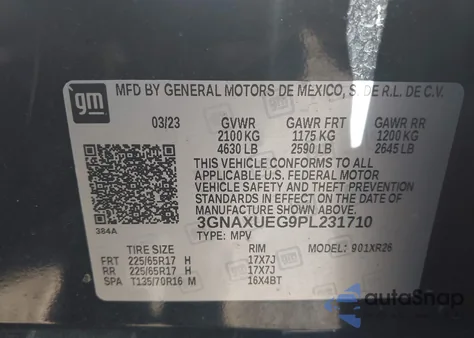 gm
MFD BY GENERAL MOTORS DE MEXICO, S. DE R.L. DE C.V.
03/23 GVWR GAWR FRT GAWR RR
2100 KG 1175 KG 1200 KG
4630 LB 2590 LB 2645 LB
THIS VEHICLE CONFORMS TO ALL
APPLICABLE U.S. FEDERAL MOTOR
VEHICLE SAFETY AND THEFT PREVENTION
STANDARDS IN EFFECT ON THE DATE OF
MANUFACTURE SHOWN ABOVE.
384A
3GNAXUEG9PL231710
TYPE: MPV MODEL: 901XR26
TIRE SIZE RIM
FRT 225/65R17 H 17X7J
RR 225/65R17 H 17X7J
SPA T135/70R16 M 16X4BT
autoSnap